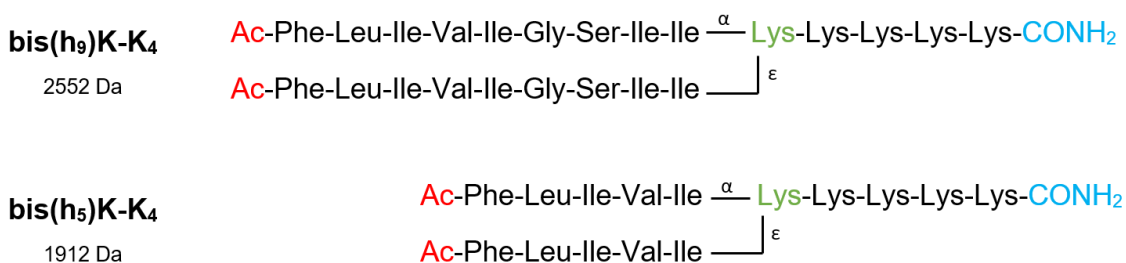 bis(h₉)K-K₄
2552 Da
Ac-Phe-Leu-Ile-Val-Ile-Gly-Ser-Ile-Ile α Lys-Lys-Lys-Lys-Lys-CONH₂
ε
Ac-Phe-Leu-Ile-Val-Ile-Gly-Ser-Ile-Ile
bis(h₅)K-K₄
1912 Da
Ac-Phe-Leu-Ile-Val-Ile α Lys-Lys-Lys-Lys-Lys-CONH₂
ε
Ac-Phe-Leu-Ile-Val-Ile